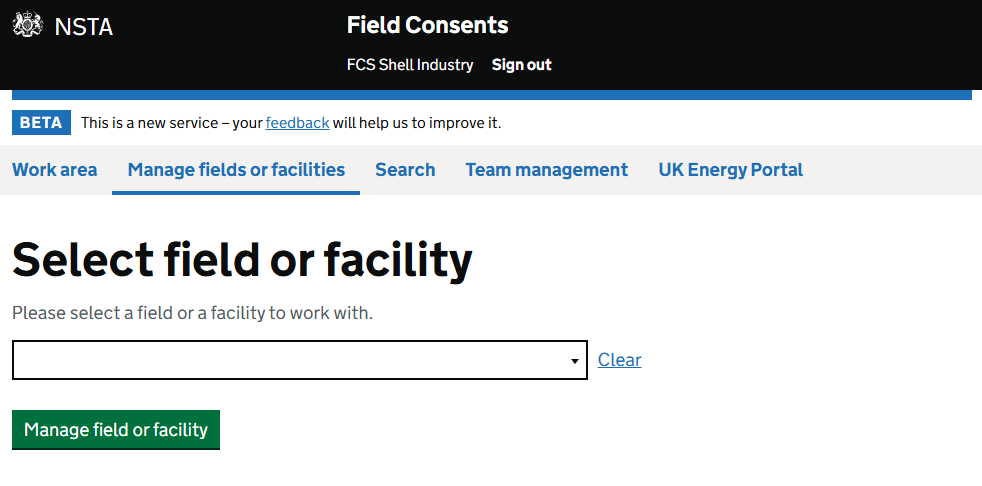 NSTA
Field Consents
FCS Shell Industry Sign out
BETA This is a new service – your feedback will help us to improve it.
Work area Manage fields or facilities Search Team management UK Energy Portal
Select field or facility
Please select a field or a facility to work with.
Clear
Manage field or facility